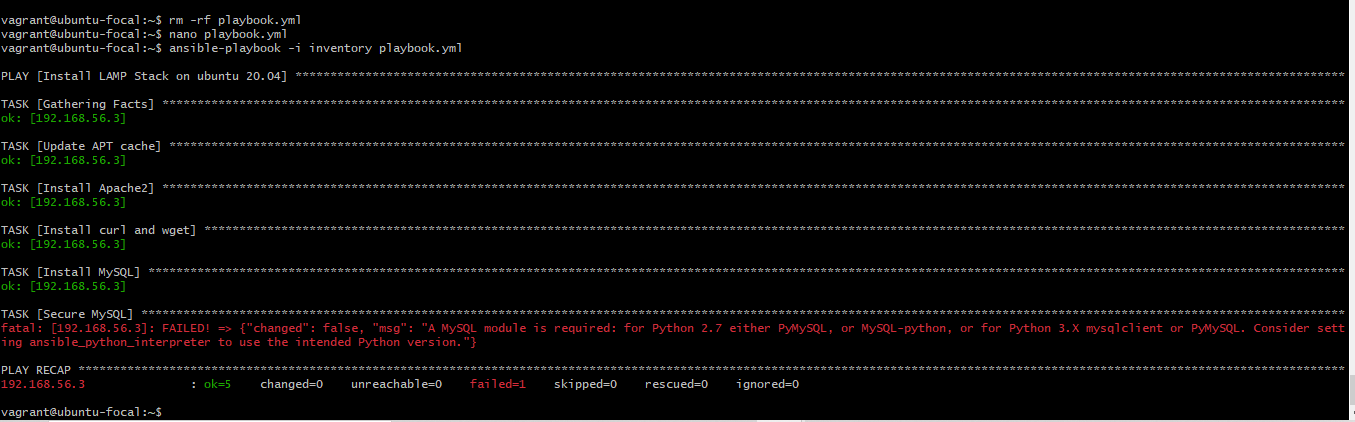 vagrant@ubuntu-focal:~$ rm -rf playbook.yml
vagrant@ubuntu-focal:~$ nano playbook.yml
vagrant@ubuntu-focal:~$ ansible-playbook -i inventory playbook.yml
PLAY [Install LAMP Stack on ubuntu 20.04] ******************************************************************************************************************************************************
TASK [Gathering Facts] *************************************************************************************************************************************************************************
ok: [192.168.56.3]
TASK [Update APT cache] ************************************************************************************************************************************************************************
ok: [192.168.56.3]
TASK [Install Apache2] *************************************************************************************************************************************************************************
ok: [192.168.56.3]
TASK [Install curl and wget] *******************************************************************************************************************************************************************
ok: [192.168.56.3]
TASK [Install MySQL] ***************************************************************************************************************************************************************************
ok: [192.168.56.3]
TASK [Secure MySQL] ****************************************************************************************************************************************************************************
fatal: [192.168.56.3]: FAILED! => {"changed": false, "msg": "A MySQL module is required: for Python 2.7 either PyMySQL, or MySQL-python, or for Python 3.X mysqlclient or PyMySQL. Consider sett
ing ansible_python_interpreter to use the intended Python version."}
PLAY RECAP *************************************************************************************************************************************************************************************
192.168.56.3 : ok=5 changed=0 unreachable=0 failed=1 skipped=0 rescued=0 ignored=0
vagrant@ubuntu-focal:~$